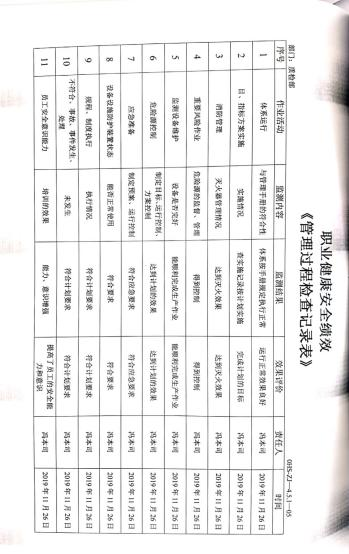 职业健康安全绩效
《管理过程检查记录表》
部门：质检部 OHS-ZJ-4.5.1-05
序号 作业活动 监测内容 监测结果 效果评价 责任人 时间
1 体系运行 与管理手册的符合性 体系按手册规定执行正常 运行正常效果良好 冯本司 2019年11月26日
2 目、指标方案实施 实施情况 查实施记录按计划实施 完成计划的目标 冯本司 2019年11月26日
3 消防管理 灭火器管理情况 达到灭火效果 达到灭火效果 冯本司 2019年11月26日
4 重要风险作业 危险源的监督、管理 得到控制 得到控制 冯本司 2019年11月26日
5 监测设备维护 设备是否完好 能顺利完成生产作业 能顺利完成生产作业 冯本司 2019年11月26日
6 危险源控制 制定目标、运行控制、
方案控制 达到计划的效果 达到计划的效果 冯本司 2019年11月26日
7 应急准备 制定预案、运行控制 符合应急要求 符合应急要求 冯本司 2019年11月26日
8 设备设施防护装置状态 能否正常使用 符合要求 符合要求 冯本司 2019年11月26日
9 规程、制度执行 执行情况 符合计划要求 符合计划要求 冯本司 2019年11月26日
10 不符合、事故、事件发生、
处理 未发生 符合计划要求 符合计划要求 冯本司 2019年11月26日
11 员工安全意识能力 培训的效果 能力、意识增强 提高了员工的安全能
力和意识 冯本司 2019年11月26日